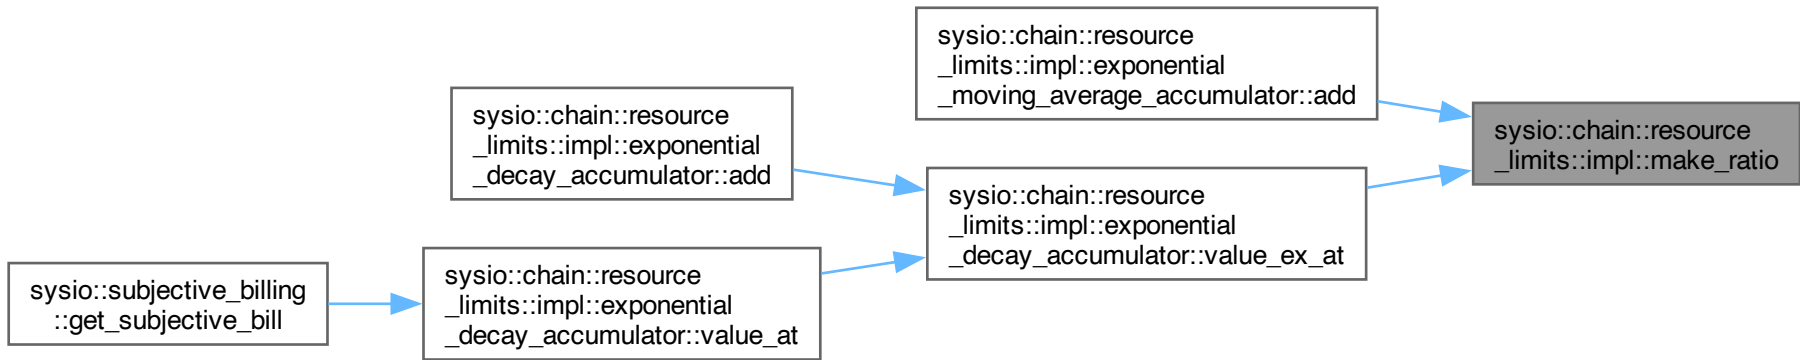 sysio::chain::resource
_limits::impl::exponential
_moving_average_accumulator::add
sysio::chain::resource
_limits::impl::exponential
_decay_accumulator::add
sysio::chain::resource
_limits::impl::make_ratio
sysio::chain::resource
_limits::impl::exponential
_decay_accumulator::value_ex_at
sysio::subjective_billing
::get_subjective_bill
sysio::chain::resource
_limits::impl::exponential
_decay_accumulator::value_at